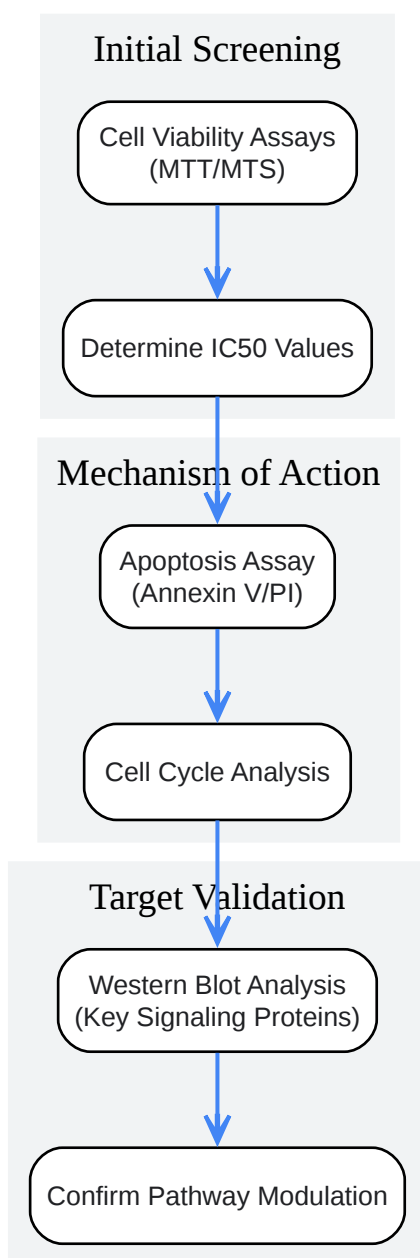 Initial Screening
Cell Viability Assays
(MTT/MTS)
Determine IC50 Values
Mechanism of Action
Apoptosis Assay
(Annexin V/PI)
Cell Cycle Analysis
Target Validation
Western Blot Analysis
(Key Signaling Proteins)
Confirm Pathway Modulation